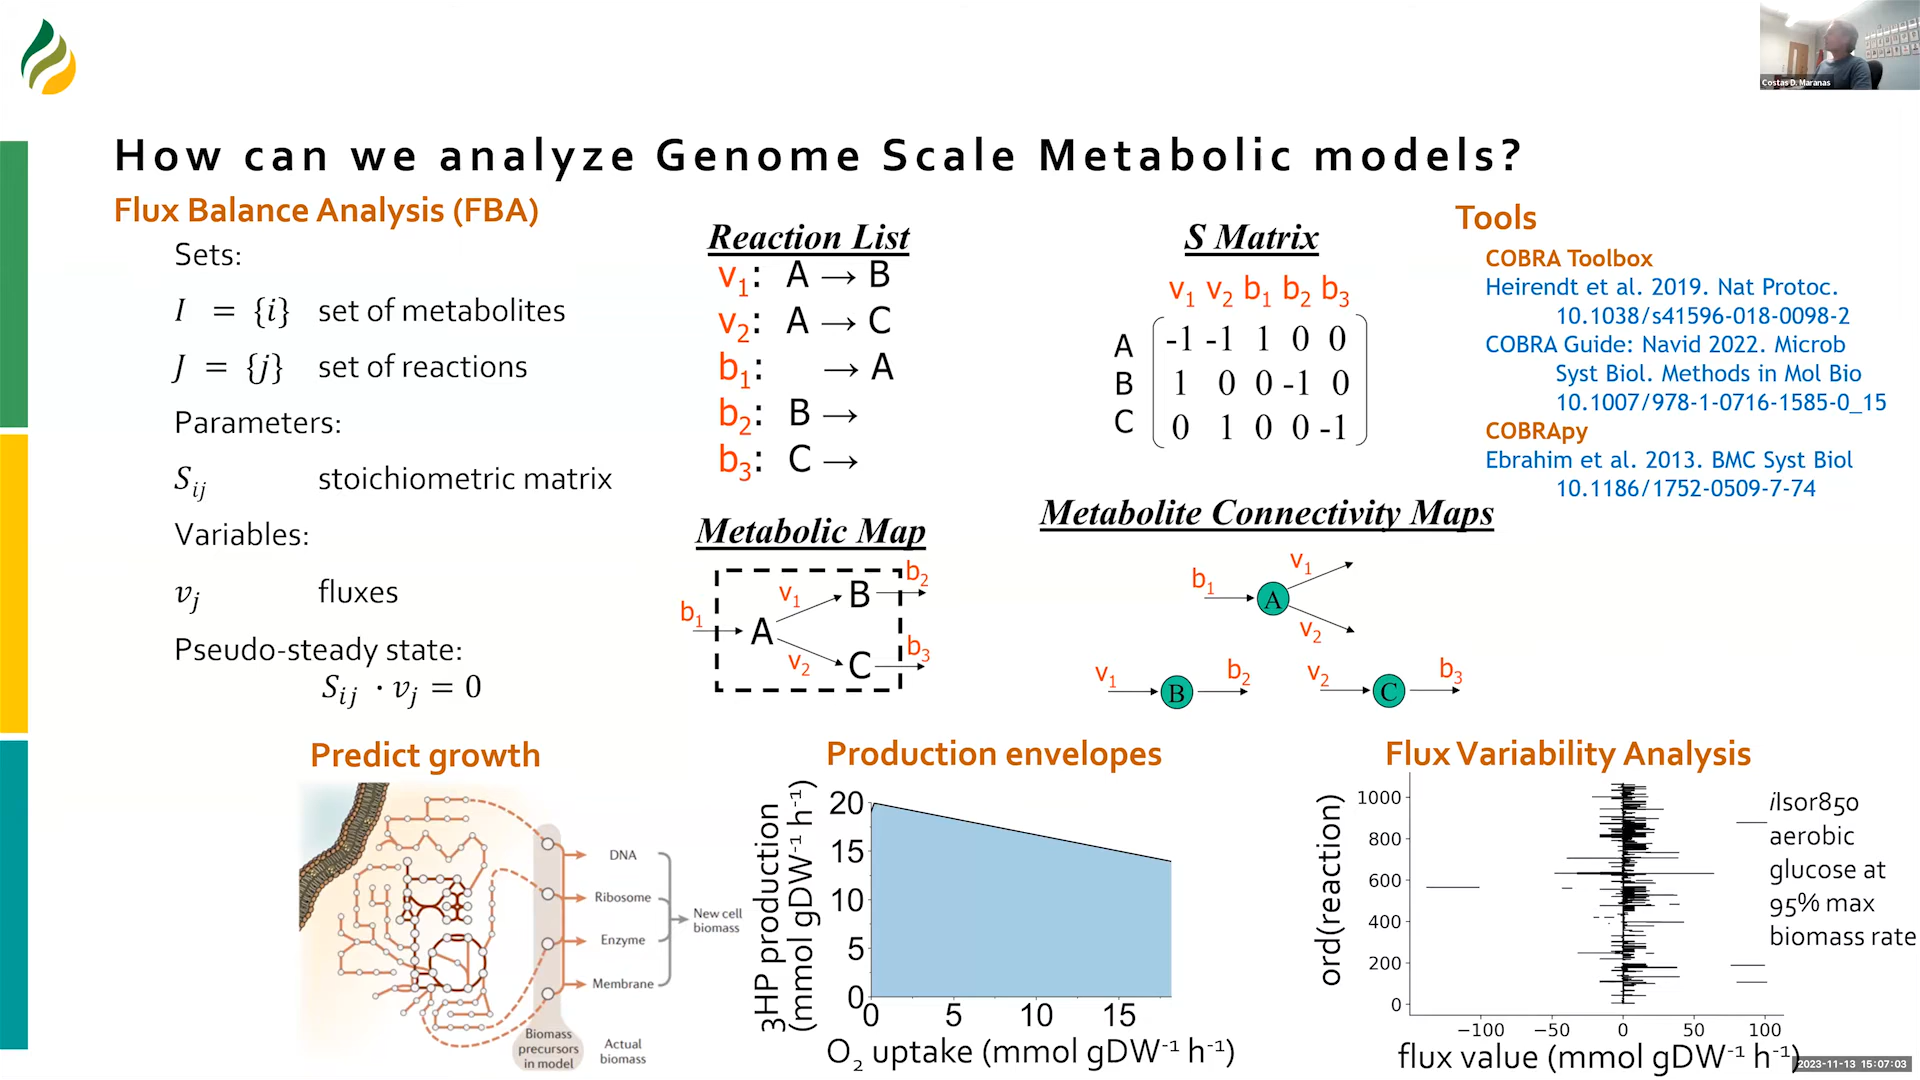 Costas D. Maranas
How can we analyze Genome Scale Metabolic models?
Flux Balance Analysis (FBA)
Sets:
I = {i} set of metabolites
J = {j} set of reactions
Parameters:
S_ij stoichiometric matrix
Variables:
v_j fluxes
Pseudo-steady state:
S_ij · v_j = 0
Reaction List
v₁: A → B
v₂: A → C
b₁: → A
b₂: B →
b₃: C →
S Matrix
v₁ v₂ b₁ b₂ b₃
A -1 -1 1 0 0
B 1 0 0 -1 0
C 0 1 0 0 -1
Tools
COBRA Toolbox
Heirendt et al. 2019. Nat Protoc.
10.1038/s41596-018-0098-2
COBRA Guide: Navid 2022. Microb
Syst Biol. Methods in Mol Bio
10.1007/978-1-0716-1585-0_15
COBRApy
Ebrahim et al. 2013. BMC Syst Biol
10.1186/1752-0509-7-74
Metabolic Map
b₁ A v₁ B b₂
v₂ C b₃
Metabolite Connectivity Maps
b₁ A v₁
v₂
v₁ B b₂
v₂ C b₃
Predict growth
DNA
Ribosome
Enzyme
Membrane
New cell
biomass
Biomass
precursors
in model
Actual
biomass
Production envelopes
3HP production
(mmol gDW⁻¹ h⁻¹)
20
15
10
5
0
0 5 10 15
O₂ uptake (mmol gDW⁻¹ h⁻¹)
Flux Variability Analysis
ord(reaction)
1000
800
600
400
200
0
−100 −50 0 50 100
flux value (mmol gDW⁻¹ h⁻¹)
iIsor850
aerobic
glucose at
95% max
biomass rate
2023-11-13 15:07:03